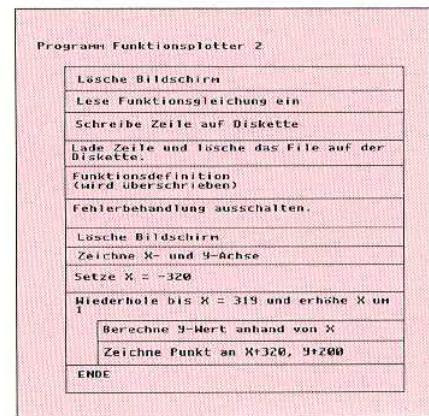 Programm Funktionsplotter 2
Lösche Bildschirm
Lese Funktionsgleichung ein
Schreibe Zeile auf Diskette
Lade Zeile und lösche das File auf der
Diskette.
Funktionsdefinition
(wird überschrieben)
Fehlerbehandlung ausschalten.
Lösche Bildschirm
Zeichne X- und Y-Achse
Setze X = -320
Wiederhole bis X = 319 und erhöhe X um
1
Berechne Y-Wert anhand von X
Zeichne Punkt an X+320, Y+200
ENDE